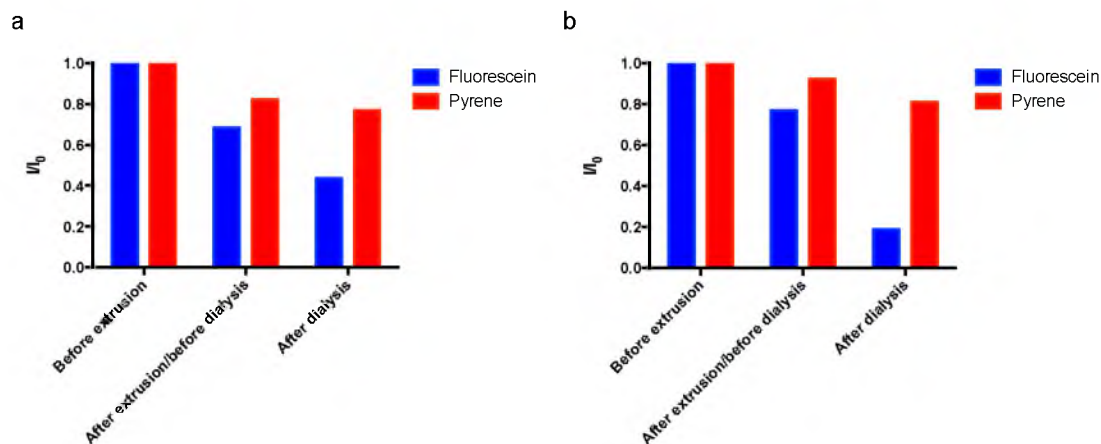 a
1.0
0.8
0.6
0.4
0.2
0.0
I/I0
Before extrusion
After extrusion/before dialysis
After dialysis
Fluorescein
Pyrene
b
1.0
0.8
0.6
0.4
0.2
0.0
I/I0
Before extrusion
After extrusion/before dialysis
After dialysis
Fluorescein
Pyrene